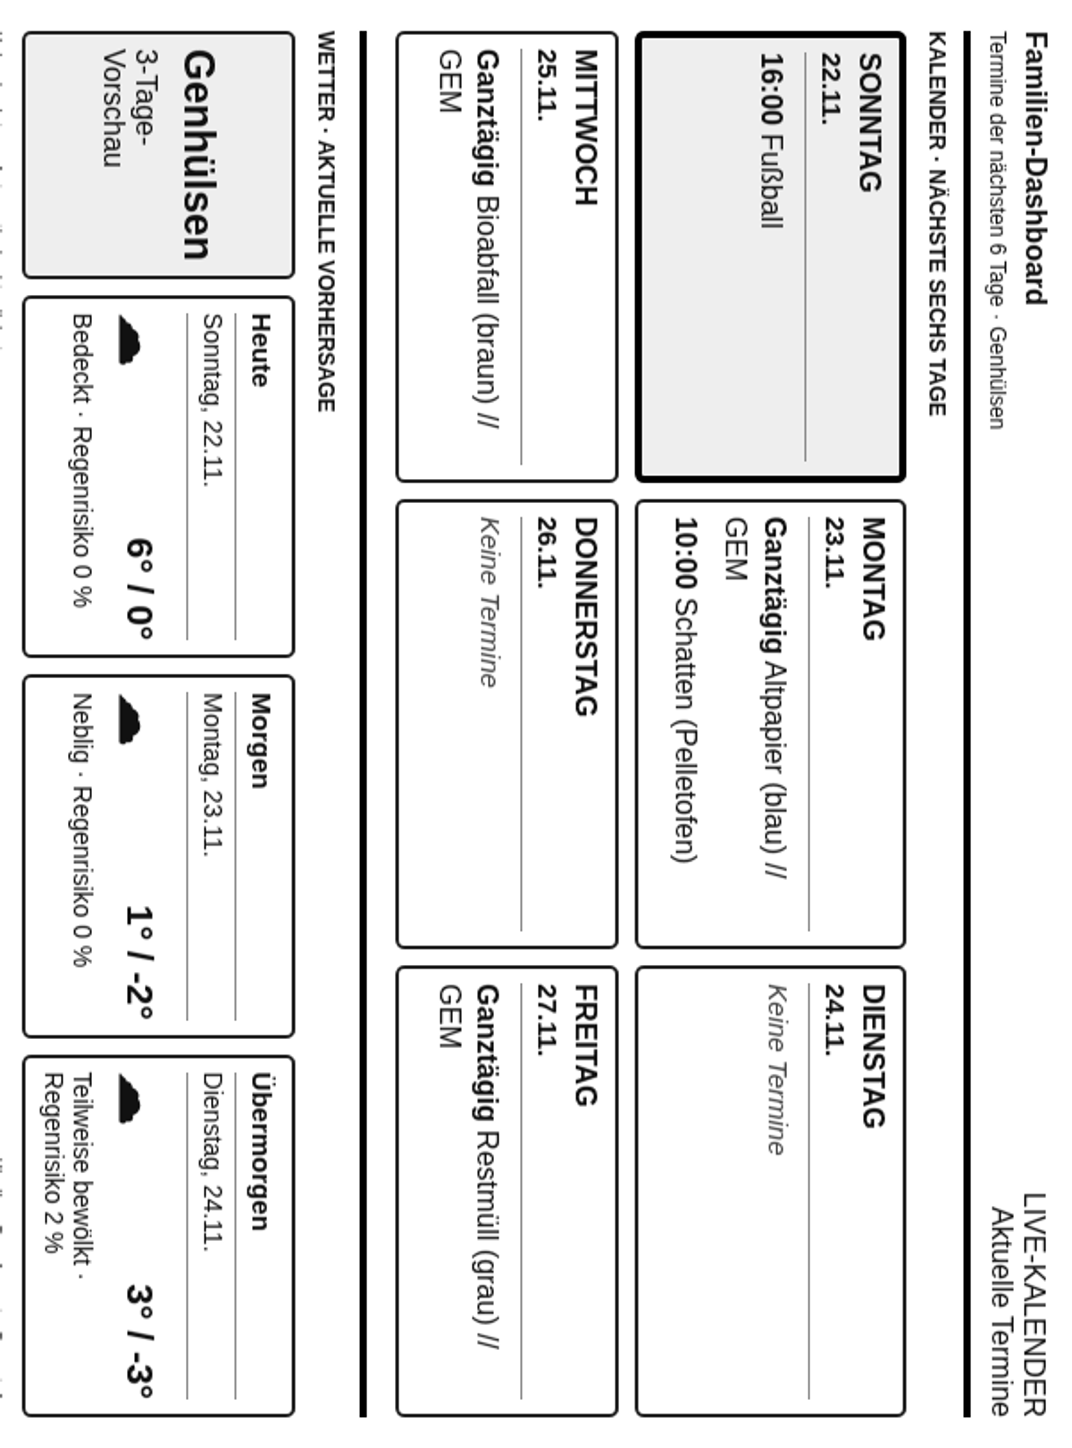 Familien-Dashboard
Termine der nächsten 6 Tage · Genhülsen
LIVE-KALENDER
Aktuelle Termine
KALENDER · NÄCHSTE SECHS TAGE
SONNTAG
22.11.
16:00 Fußball
MONTAG
23.11.
Ganztägig Altpapier (blau) //
GEM
10:00 Schatten (Pelletofen)
DIENSTAG
24.11.
Keine Termine
MITTWOCH
25.11.
Ganztägig Bioabfall (braun) //
GEM
DONNERSTAG
26.11.
Keine Termine
FREITAG
27.11.
Ganztägig Restmüll (grau) //
GEM
WETTER · AKTUELLE VORHERSAGE
Genhülsen
3-Tage-
Vorschau
Heute
Sonntag, 22.11.
6° / 0°
Bedeckt · Regenrisiko 0 %
Morgen
Montag, 23.11.
1° / -2°
Neblig · Regenrisiko 0 %
Übermorgen
Dienstag, 24.11.
3° / -3°
Teilweise bewölkt ·
Regenrisiko 2 %